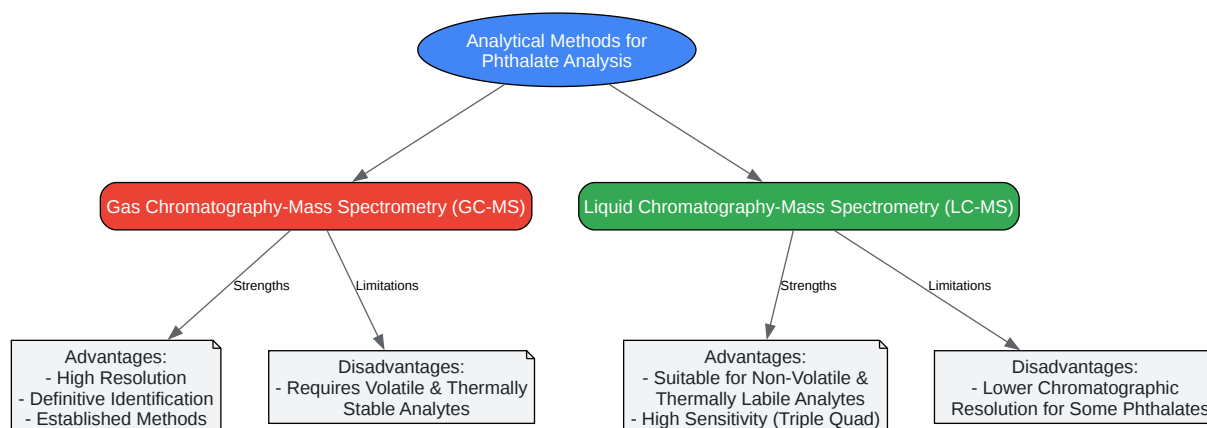 Analytical Methods for
Phthalate Analysis
Gas Chromatography-Mass Spectrometry (GC-MS)
Liquid Chromatography-Mass Spectrometry (LC-MS)
Strengths
Limitations
Strengths
Limitations
Advantages:
- High Resolution
- Definitive Identification
- Established Methods
Disadvantages:
- Requires Volatile & Thermally
Stable Analytes
Advantages:
- Suitable for Non-Volatile &
Thermally Labile Analytes
- High Sensitivity (Triple Quad)
Disadvantages:
- Lower Chromatographic
Resolution for Some Phthalates